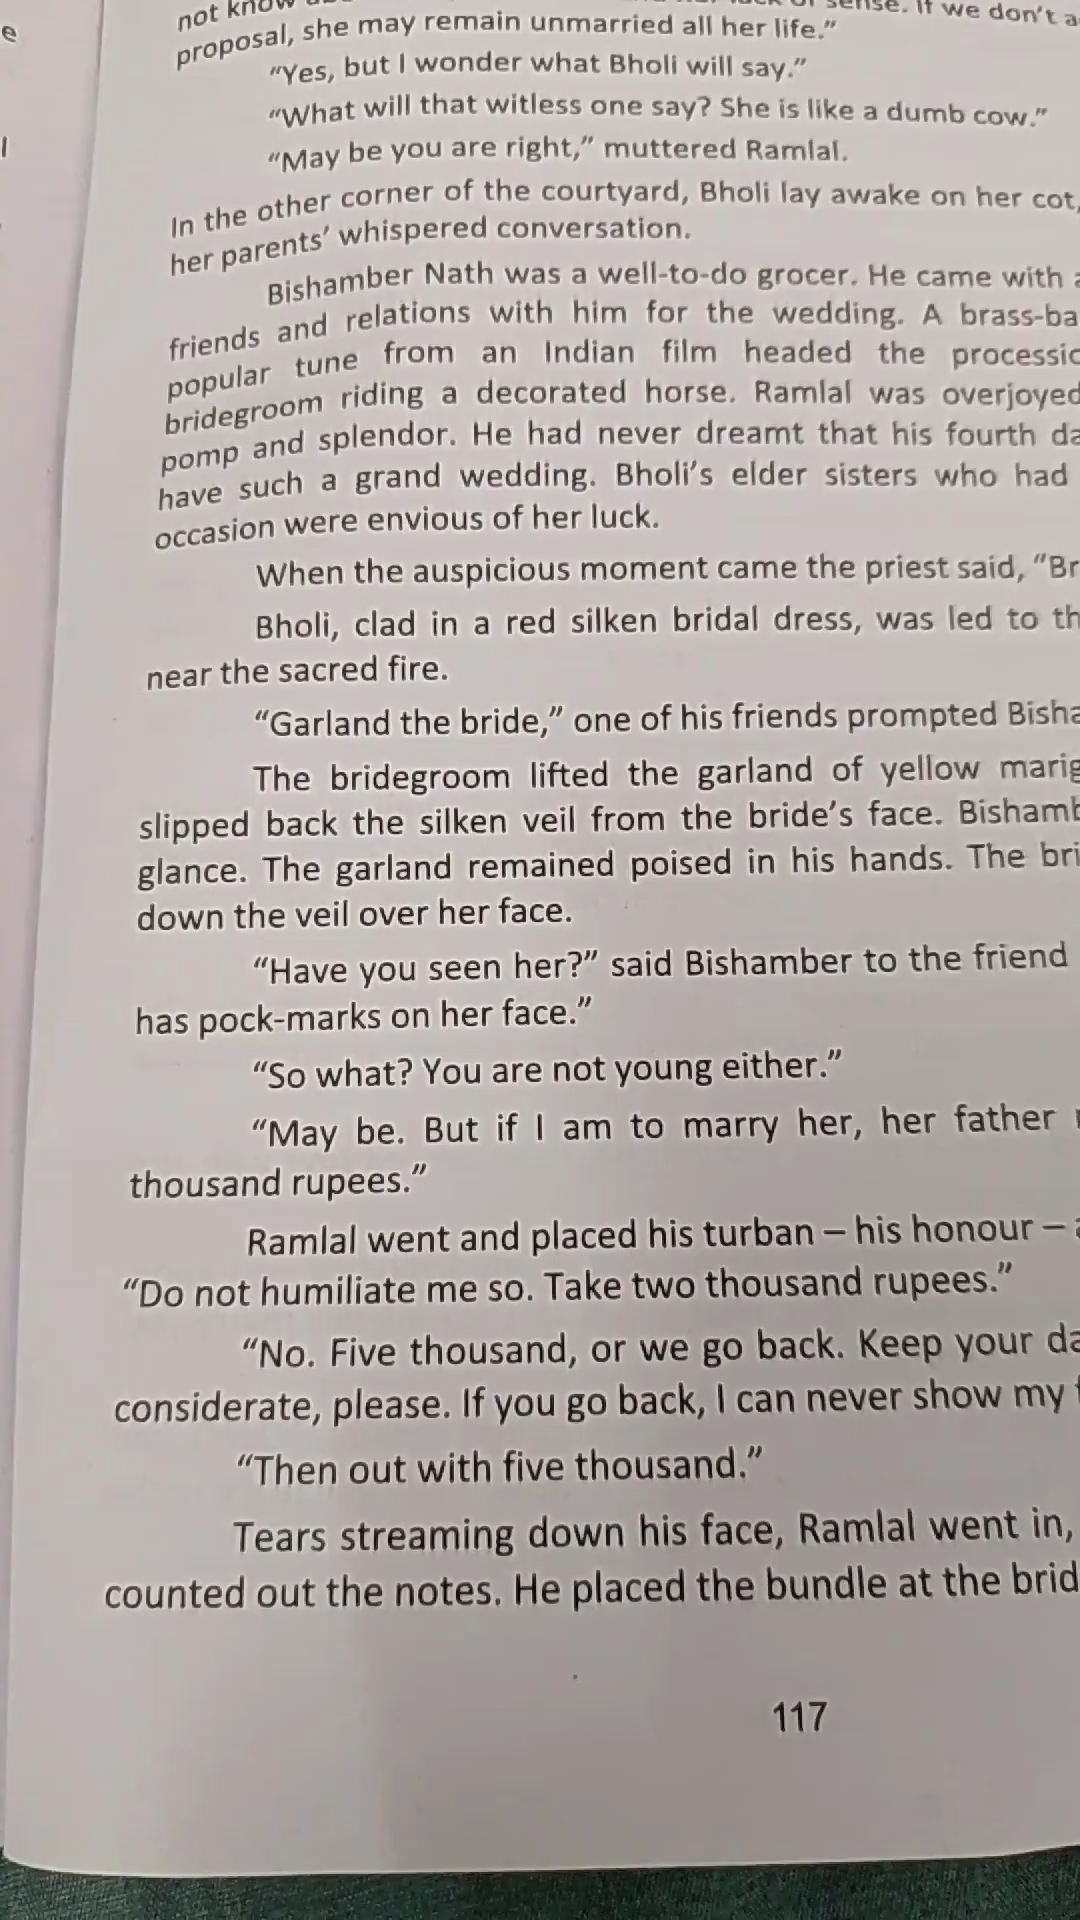 e
l
not know sense. If we don't a
proposal, she may remain unmarried all her life."
"Yes, but I wonder what Bholi will say."
"What will that witless one say? She is like a dumb cow."
"May be you are right," muttered Ramlal.
In the other corner of the courtyard, Bholi lay awake on her cot,
her parents' whispered conversation.
Bishamber Nath was a well-to-do grocer. He came with a
friends and relations with him for the wedding. A brass-ba
popular tune from an Indian film headed the processio
bridegroom riding a decorated horse. Ramlal was overjoyed
pomp and splendor. He had never dreamt that his fourth da
have such a grand wedding. Bholi's elder sisters who had
occasion were envious of her luck.
When the auspicious moment came the priest said, "Br
Bholi, clad in a red silken bridal dress, was led to th
near the sacred fire.
"Garland the bride," one of his friends prompted Bisha
The bridegroom lifted the garland of yellow marig
slipped back the silken veil from the bride's face. Bishamb
glance. The garland remained poised in his hands. The bri
down the veil over her face.
"Have you seen her?" said Bishamber to the friend
has pock-marks on her face."
"So what? You are not young either."
"May be. But if I am to marry her, her father
thousand rupees."
Ramlal went and placed his turban – his honour – a
"Do not humiliate me so. Take two thousand rupees."
"No. Five thousand, or we go back. Keep your da
considerate, please. If you go back, I can never show my
"Then out with five thousand."
Tears streaming down his face, Ramlal went in,
counted out the notes. He placed the bundle at the brid
117